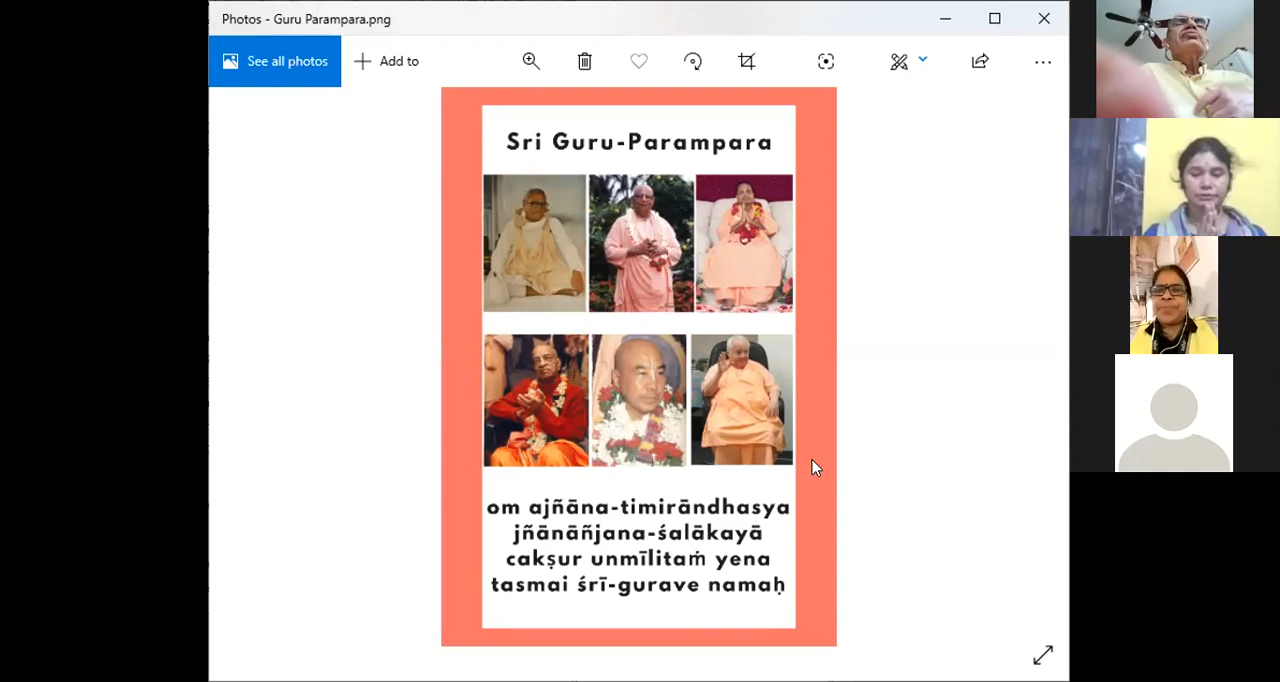 Photos - Guru Parampara.png
See all photos
Add to
Sri Guru-Parampara
om ajñāna-timirāndhasya
jñānāñjana-śalākayā
cakṣur unmīlitaṁ yena
tasmai śrī-gurave namaḥ